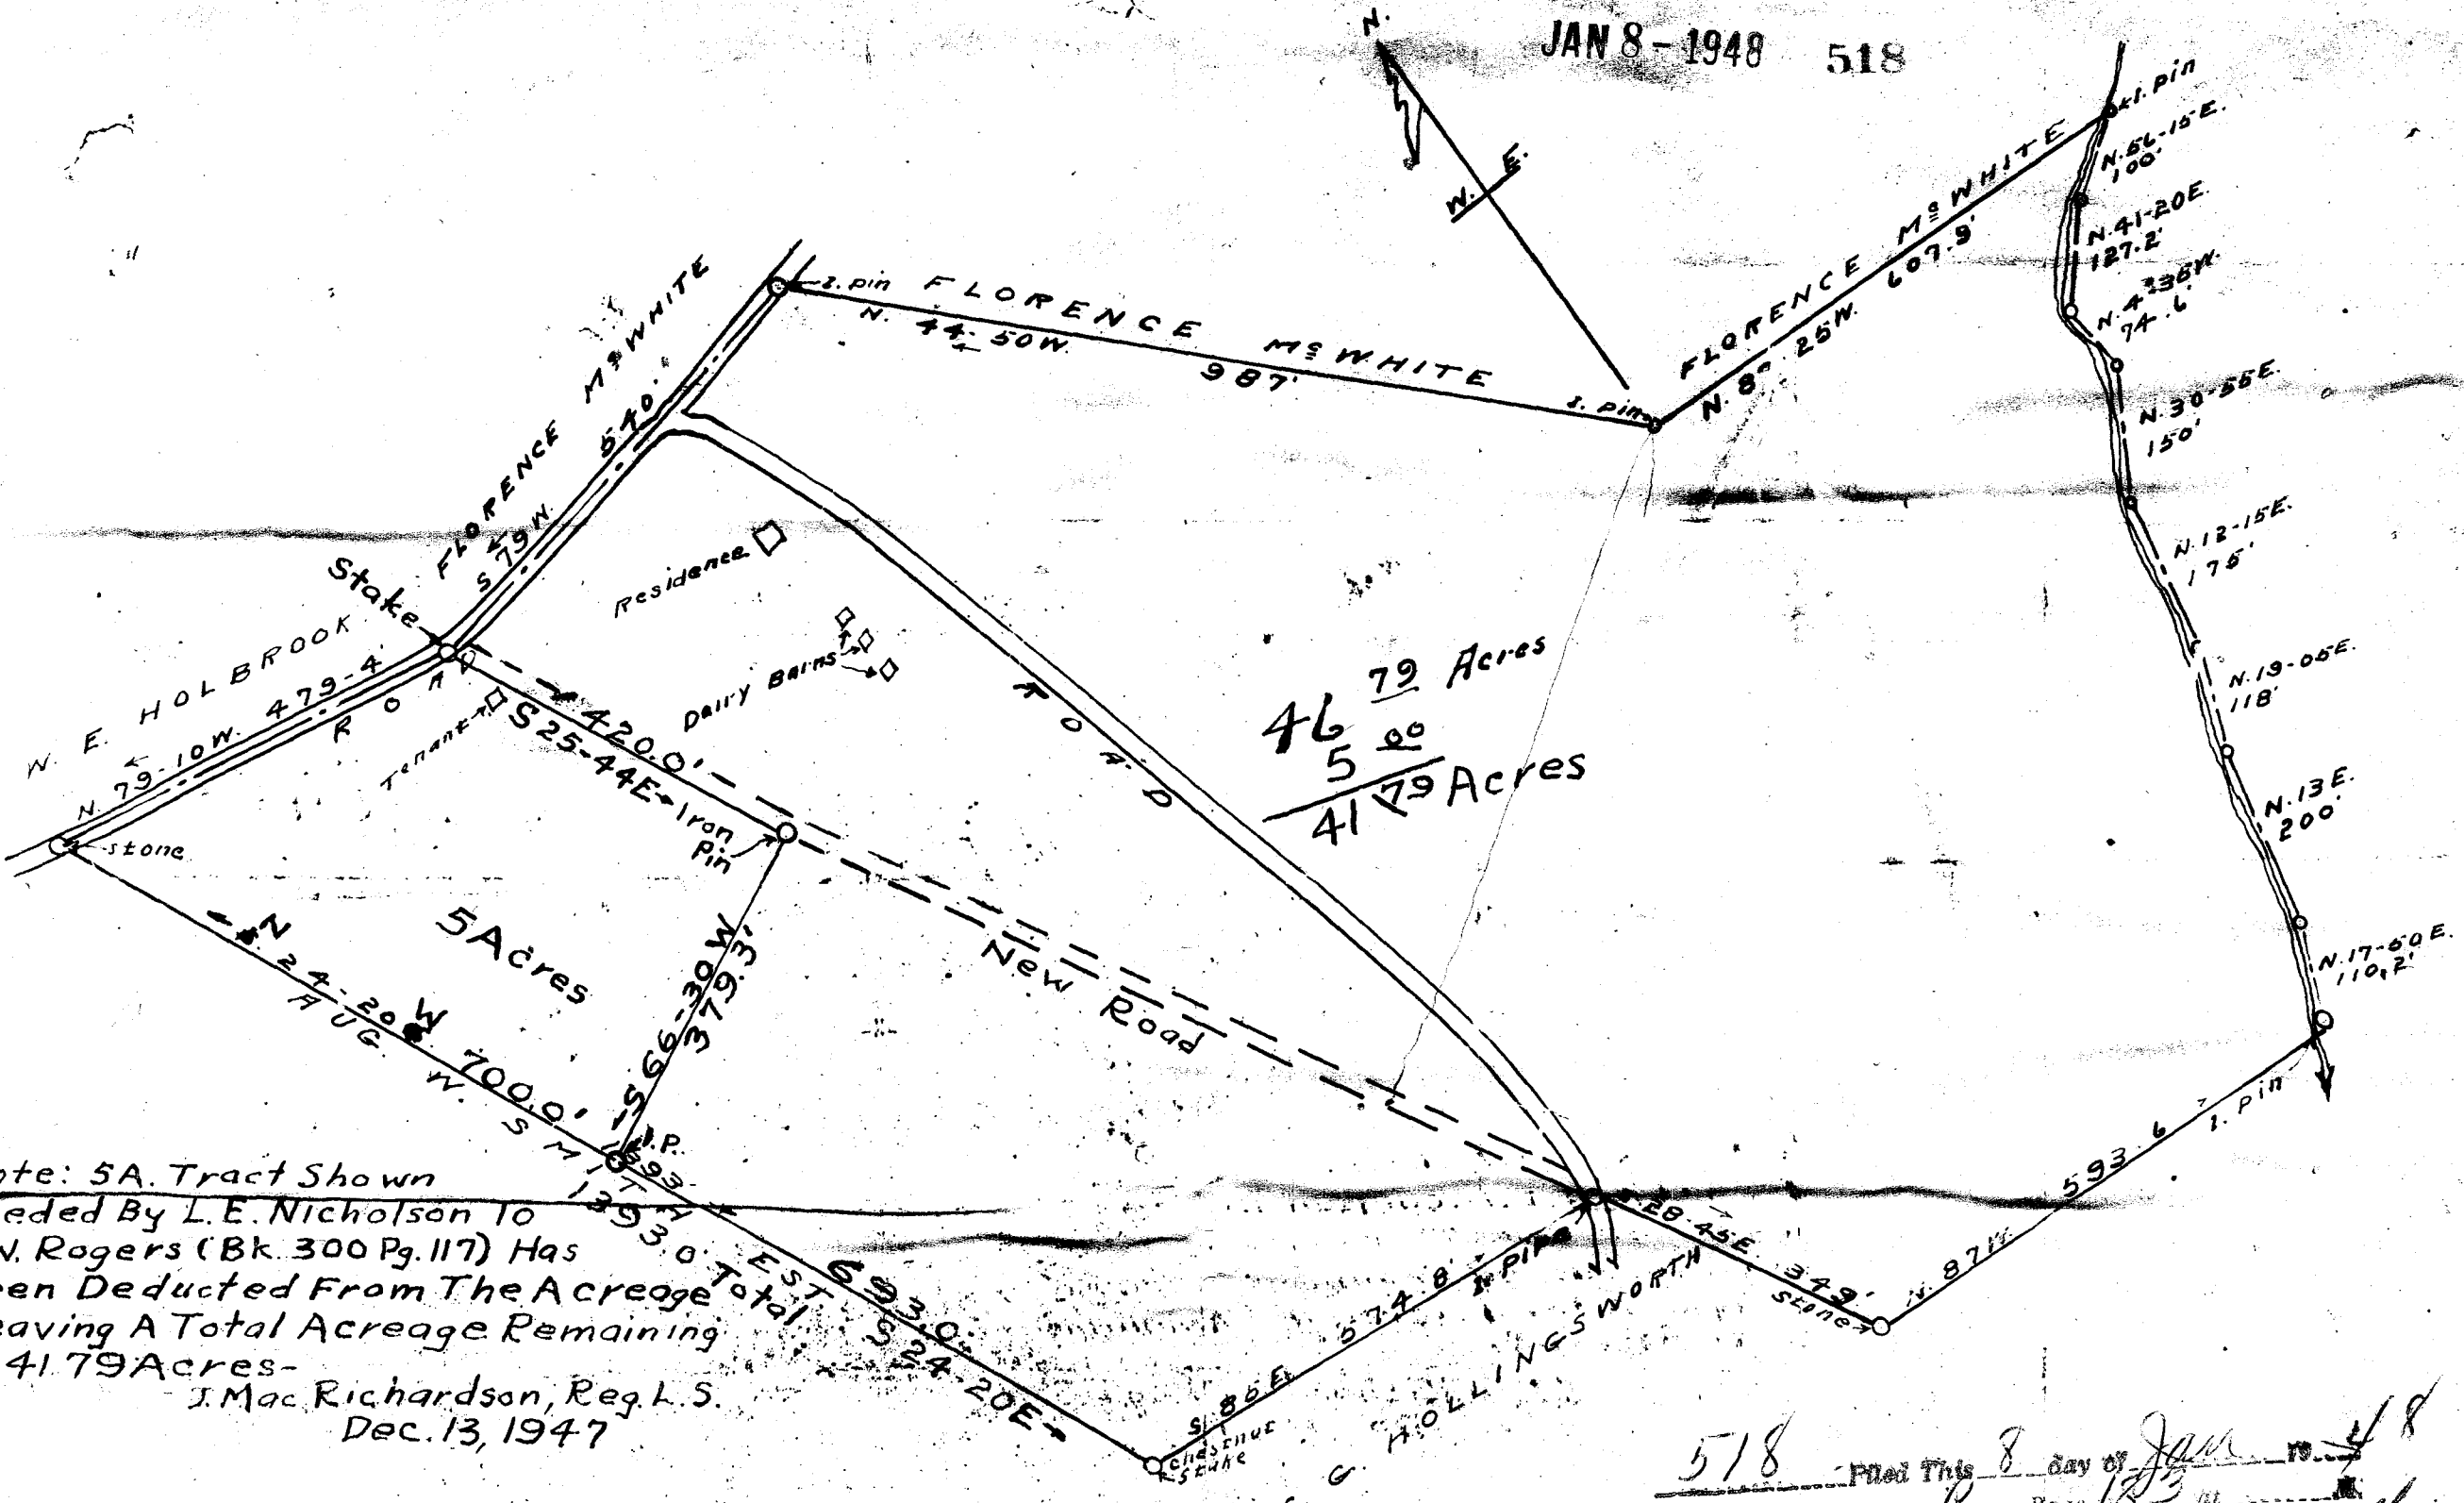 JAN 8 - 1948 518
N.
W. E.
I. pin
FLORENCE McWHITE
N. 44-50W.
987'
I. pin
FLORENCE McWHITE
607.9'
25W.
pin
N.56-15E.
100'
N.41-20E.
127.2'
74.6'
N.30-55E.
150'
N.12-15E.
175'
N.19-05E.
118'
N.13E.
200'
N.17-50E.
110.2'
I. pin
593.6
FLORENCE McWHITE
540.
S 79W.
Stake
W. E. HOLBROOK
N. 79-10W. 479-4
ROAD
stone
Residence
Dairy Barns
Tenant
420.0'
S25-44E
Iron
Pin
ROAD
46 79 Acres
5 00
41 79 Acres
5 Acres
S66-30W
379.3'
New Road
N 24-20 W 700.0'
AUG. W. SMITH EST.
I.P.
1393.0' Total
693.0'
S24-20E
S. 86E. 574.8'
chestnut
stake
I. Pipe
28-45E. 349'
stone
G. HOLLINGSWORTH
5A. Tract Shown
By L.E. Nicholson To
Rogers (Bk. 300 Pg. 117) Has
Deducted From The Acreage
A Total Acreage Remaining
41.79 Acres-
J. Mac Richardson, Reg. L.S.
Dec. 13, 1947
518 Filed This 8 day of Jan 19 48